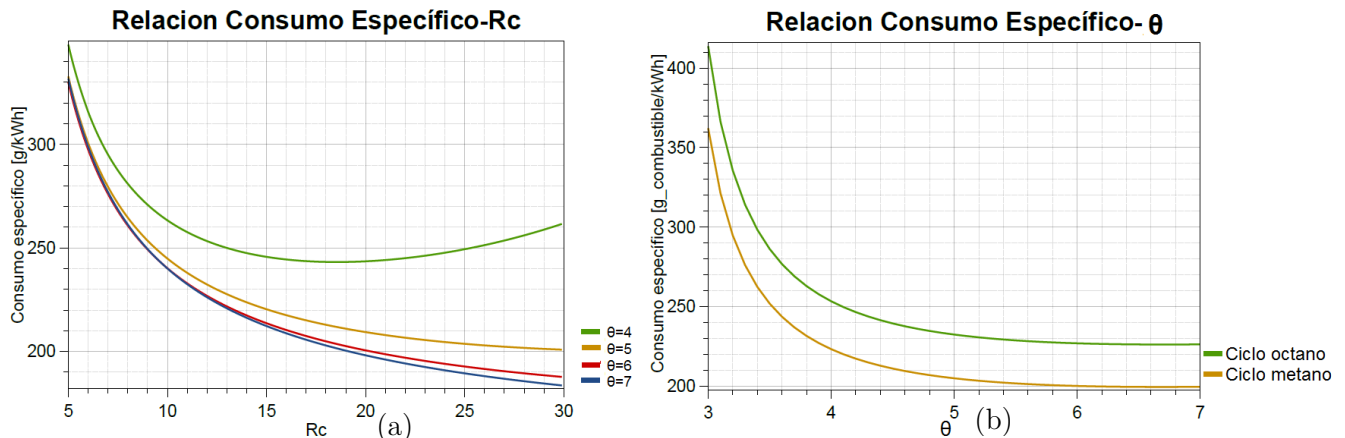 Relacion Consumo Específico-Rc
Consumo específico [g/kWh]
300
250
200
5
10
15
20
25
30
Rc
(a)
θ=4
θ=5
θ=6
θ=7
Relacion Consumo Específico- θ
Consumo específico [g_combustible/kWh]
400
350
300
250
200
3
4
5
6
7
θ
(b)
Ciclo octano
Ciclo metano